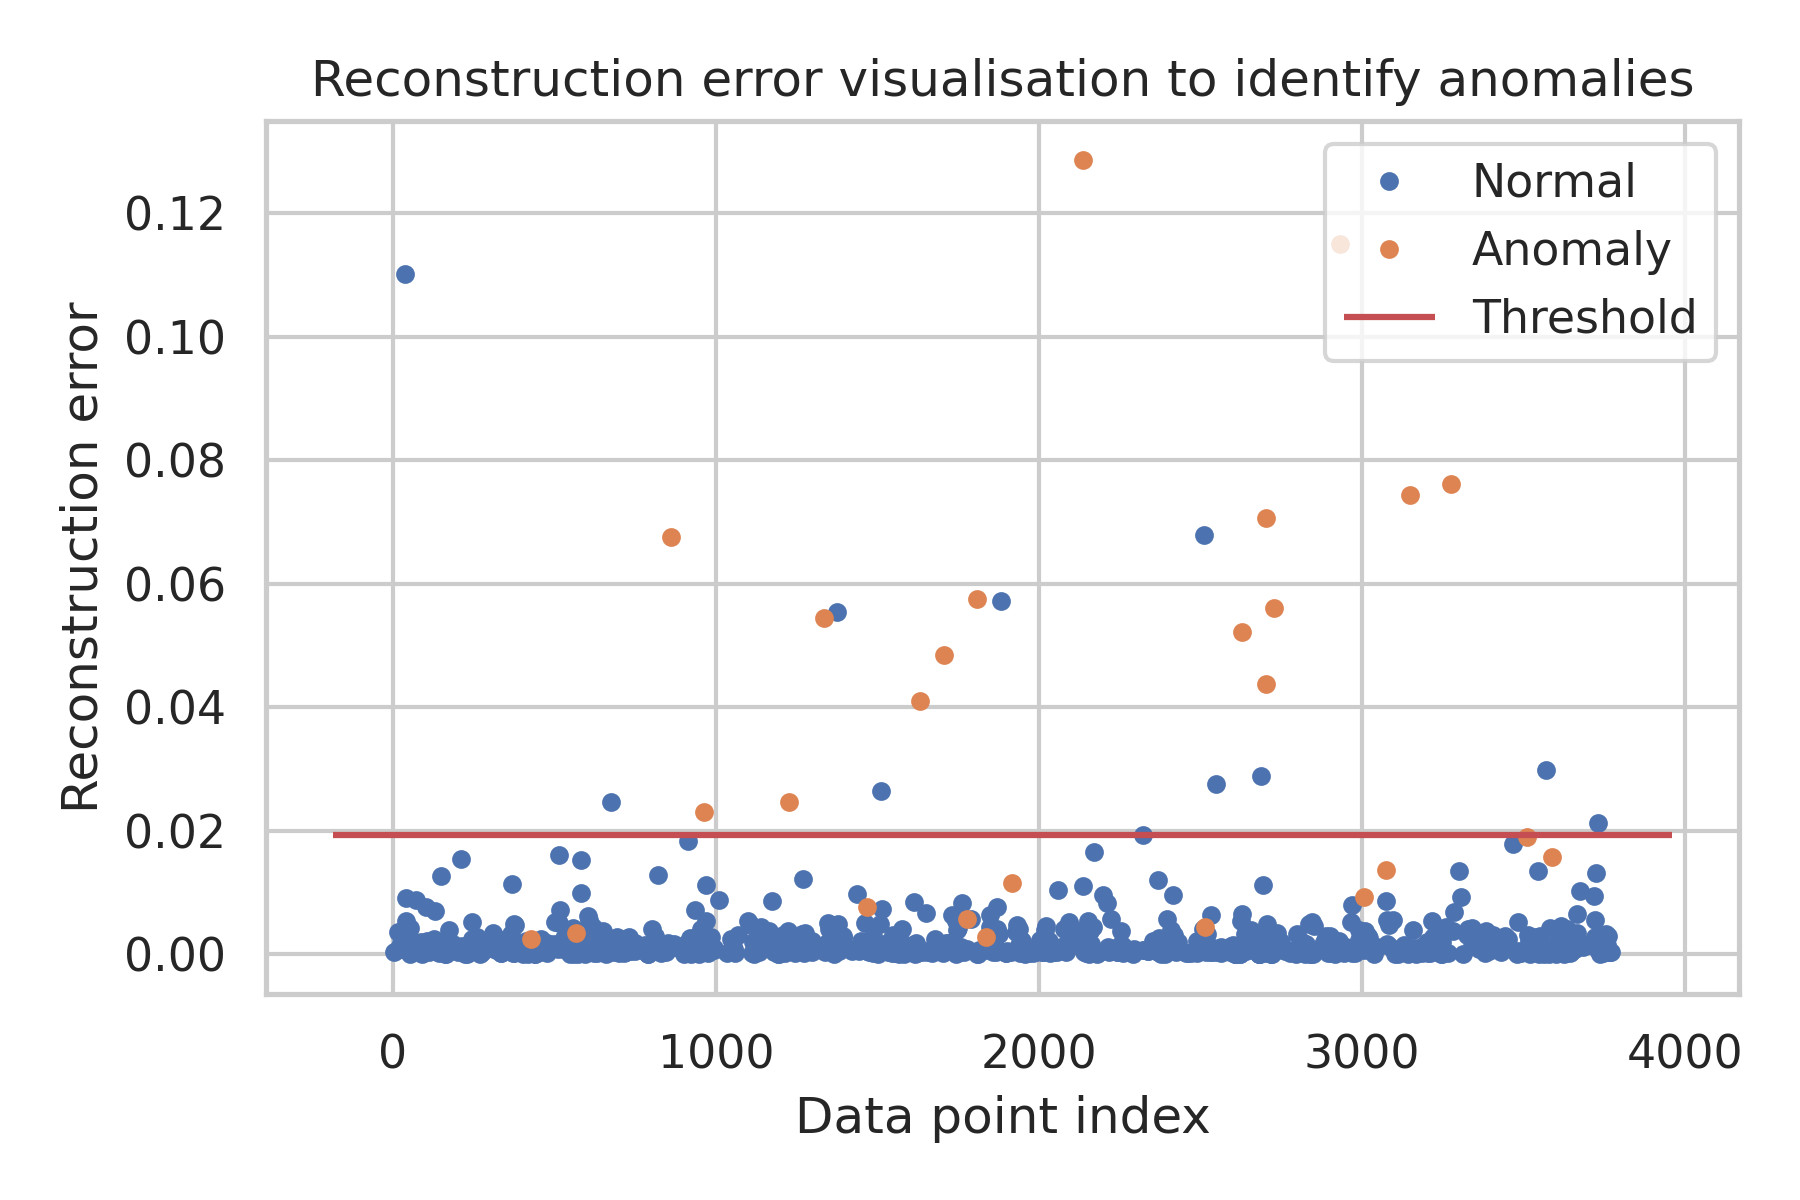 Reconstruction error visualisation to identify anomalies
Normal
Anomaly
Threshold
0.12
0.10
0.08
0.06
0.04
0.02
0.00
Reconstruction error
0 1000 2000 3000 4000
Data point index